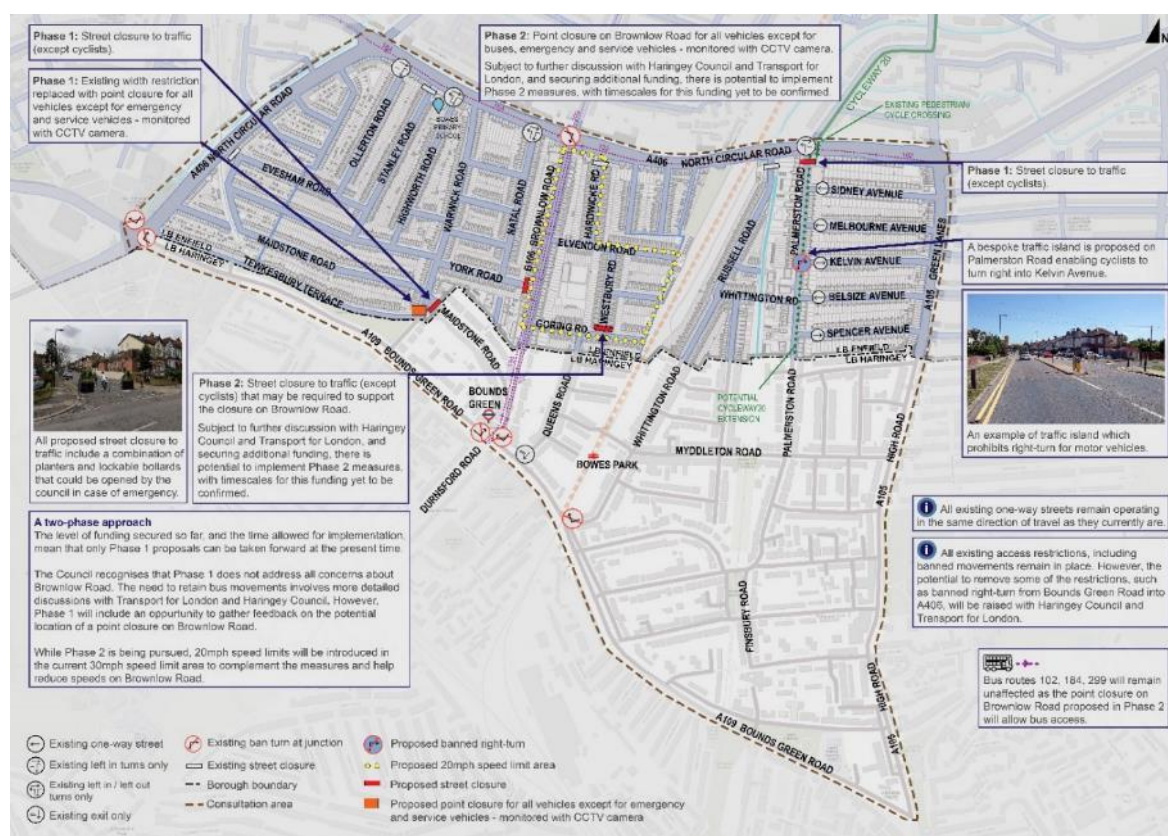 Phase 1: Street closure to traffic
(except cyclists).
Phase 1: Existing width restriction
replaced with point closure for all
vehicles except for emergency
and service vehicles - monitored
with CCTV camera.
Phase 2: Point closure on Brownlow Road for all vehicles except for
buses, emergency and service vehicles - monitored with CCTV camera.
Subject to further discussion with Haringey Council and Transport for
London, and securing additional funding, there is potential to implement
Phase 2 measures, with timescales for this funding yet to be confirmed.
N
CYCLEWAY 20
EXISTING PEDESTRIAN
CYCLE CROSSING
A406 NORTH CIRCULAR ROAD
A406 NORTH CIRCULAR ROAD
BOWES
PRIMARY
SCHOOL
OLLERTON ROAD
STANLEY ROAD
HIGHWORTH ROAD
WARWICK ROAD
NATAL ROAD
B106 BROWNLOW ROAD
HARDWICKE RD
EVESHAM ROAD
ELVENDON ROAD
WESTBURY RD
RUSSELL ROAD
PALMERSTON ROAD
SIDNEY AVENUE
MELBOURNE AVENUE
KELVIN AVENUE
BELSIZE AVENUE
SPENCER AVENUE
A105 GREEN LANES
Phase 1: Street closure to traffic
(except cyclists).
A bespoke traffic island is proposed on
Palmerston Road enabling cyclists to
turn right into Kelvin Avenue.
LB ENFIELD
LB HARINGEY
MAIDSTONE ROAD
TEWKESBURY TERRACE
YORK ROAD
MAIDSTONE ROAD
GORING RD
WHITTINGTON RD
LB ENFIELD
LB HARINGEY
LB ENFIELD
LB HARINGEY
A109 BOUNDS GREEN ROAD
BOUNDS
GREEN
QUEENS ROAD
WHITTINGTON ROAD
POTENTIAL
CYCLEWAY20
EXTENSION
PALMERSTON ROAD
DURNSFORD ROAD
BOWES PARK
MYDDLETON ROAD
HIGH ROAD
A105
FINSBURY ROAD
HIGH ROAD
A105
A109 BOUNDS GREEN ROAD
All proposed street closure to
traffic include a combination of
planters and lockable bollards
that could be opened by the
council in case of emergency.
Phase 2: Street closure to traffic (except
cyclists) that may be required to support
the closure on Brownlow Road.
Subject to further discussion with Haringey
Council and Transport for London, and
securing additional funding, there is
potential to implement Phase 2 measures,
with timescales for this funding yet to be
confirmed.
An example of traffic island which
prohibits right-turn for motor vehicles.
A two-phase approach
The level of funding secured so far, and the time allowed for implementation,
mean that only Phase 1 proposals can be taken forward at the present time.
The Council recognises that Phase 1 does not address all concerns about
Brownlow Road. The need to retain bus movements involves more detailed
discussions with Transport for London and Haringey Council. However,
Phase 1 will include an opportunity to gather feedback on the potential
location of a point closure on Brownlow Road.
While Phase 2 is being pursued, 20mph speed limits will be introduced in
the current 30mph speed limit area to complement the measures and help
reduce speeds on Brownlow Road.
All existing one-way streets remain operating
in the same direction of travel as they currently are.
All existing access restrictions, including
banned movements remain in place. However, the
potential to remove some of the restrictions, such
as banned right-turn from Bounds Green Road into
A406, will be raised with Haringey Council and
Transport for London.
Bus routes 102, 184, 299 will remain
unaffected as the point closure on
Brownlow Road proposed in Phase 2
will allow bus access.
Existing one-way street
Existing left in turns only
Existing left in / left out
turns only
Existing exit only
Existing ban turn at junction
Existing street closure
Borough boundary
Consultation area
Proposed banned right-turn
Proposed 20mph speed limit area
Proposed street closure
Proposed point closure for all vehicles except for emergency
and service vehicles - monitored with CCTV camera